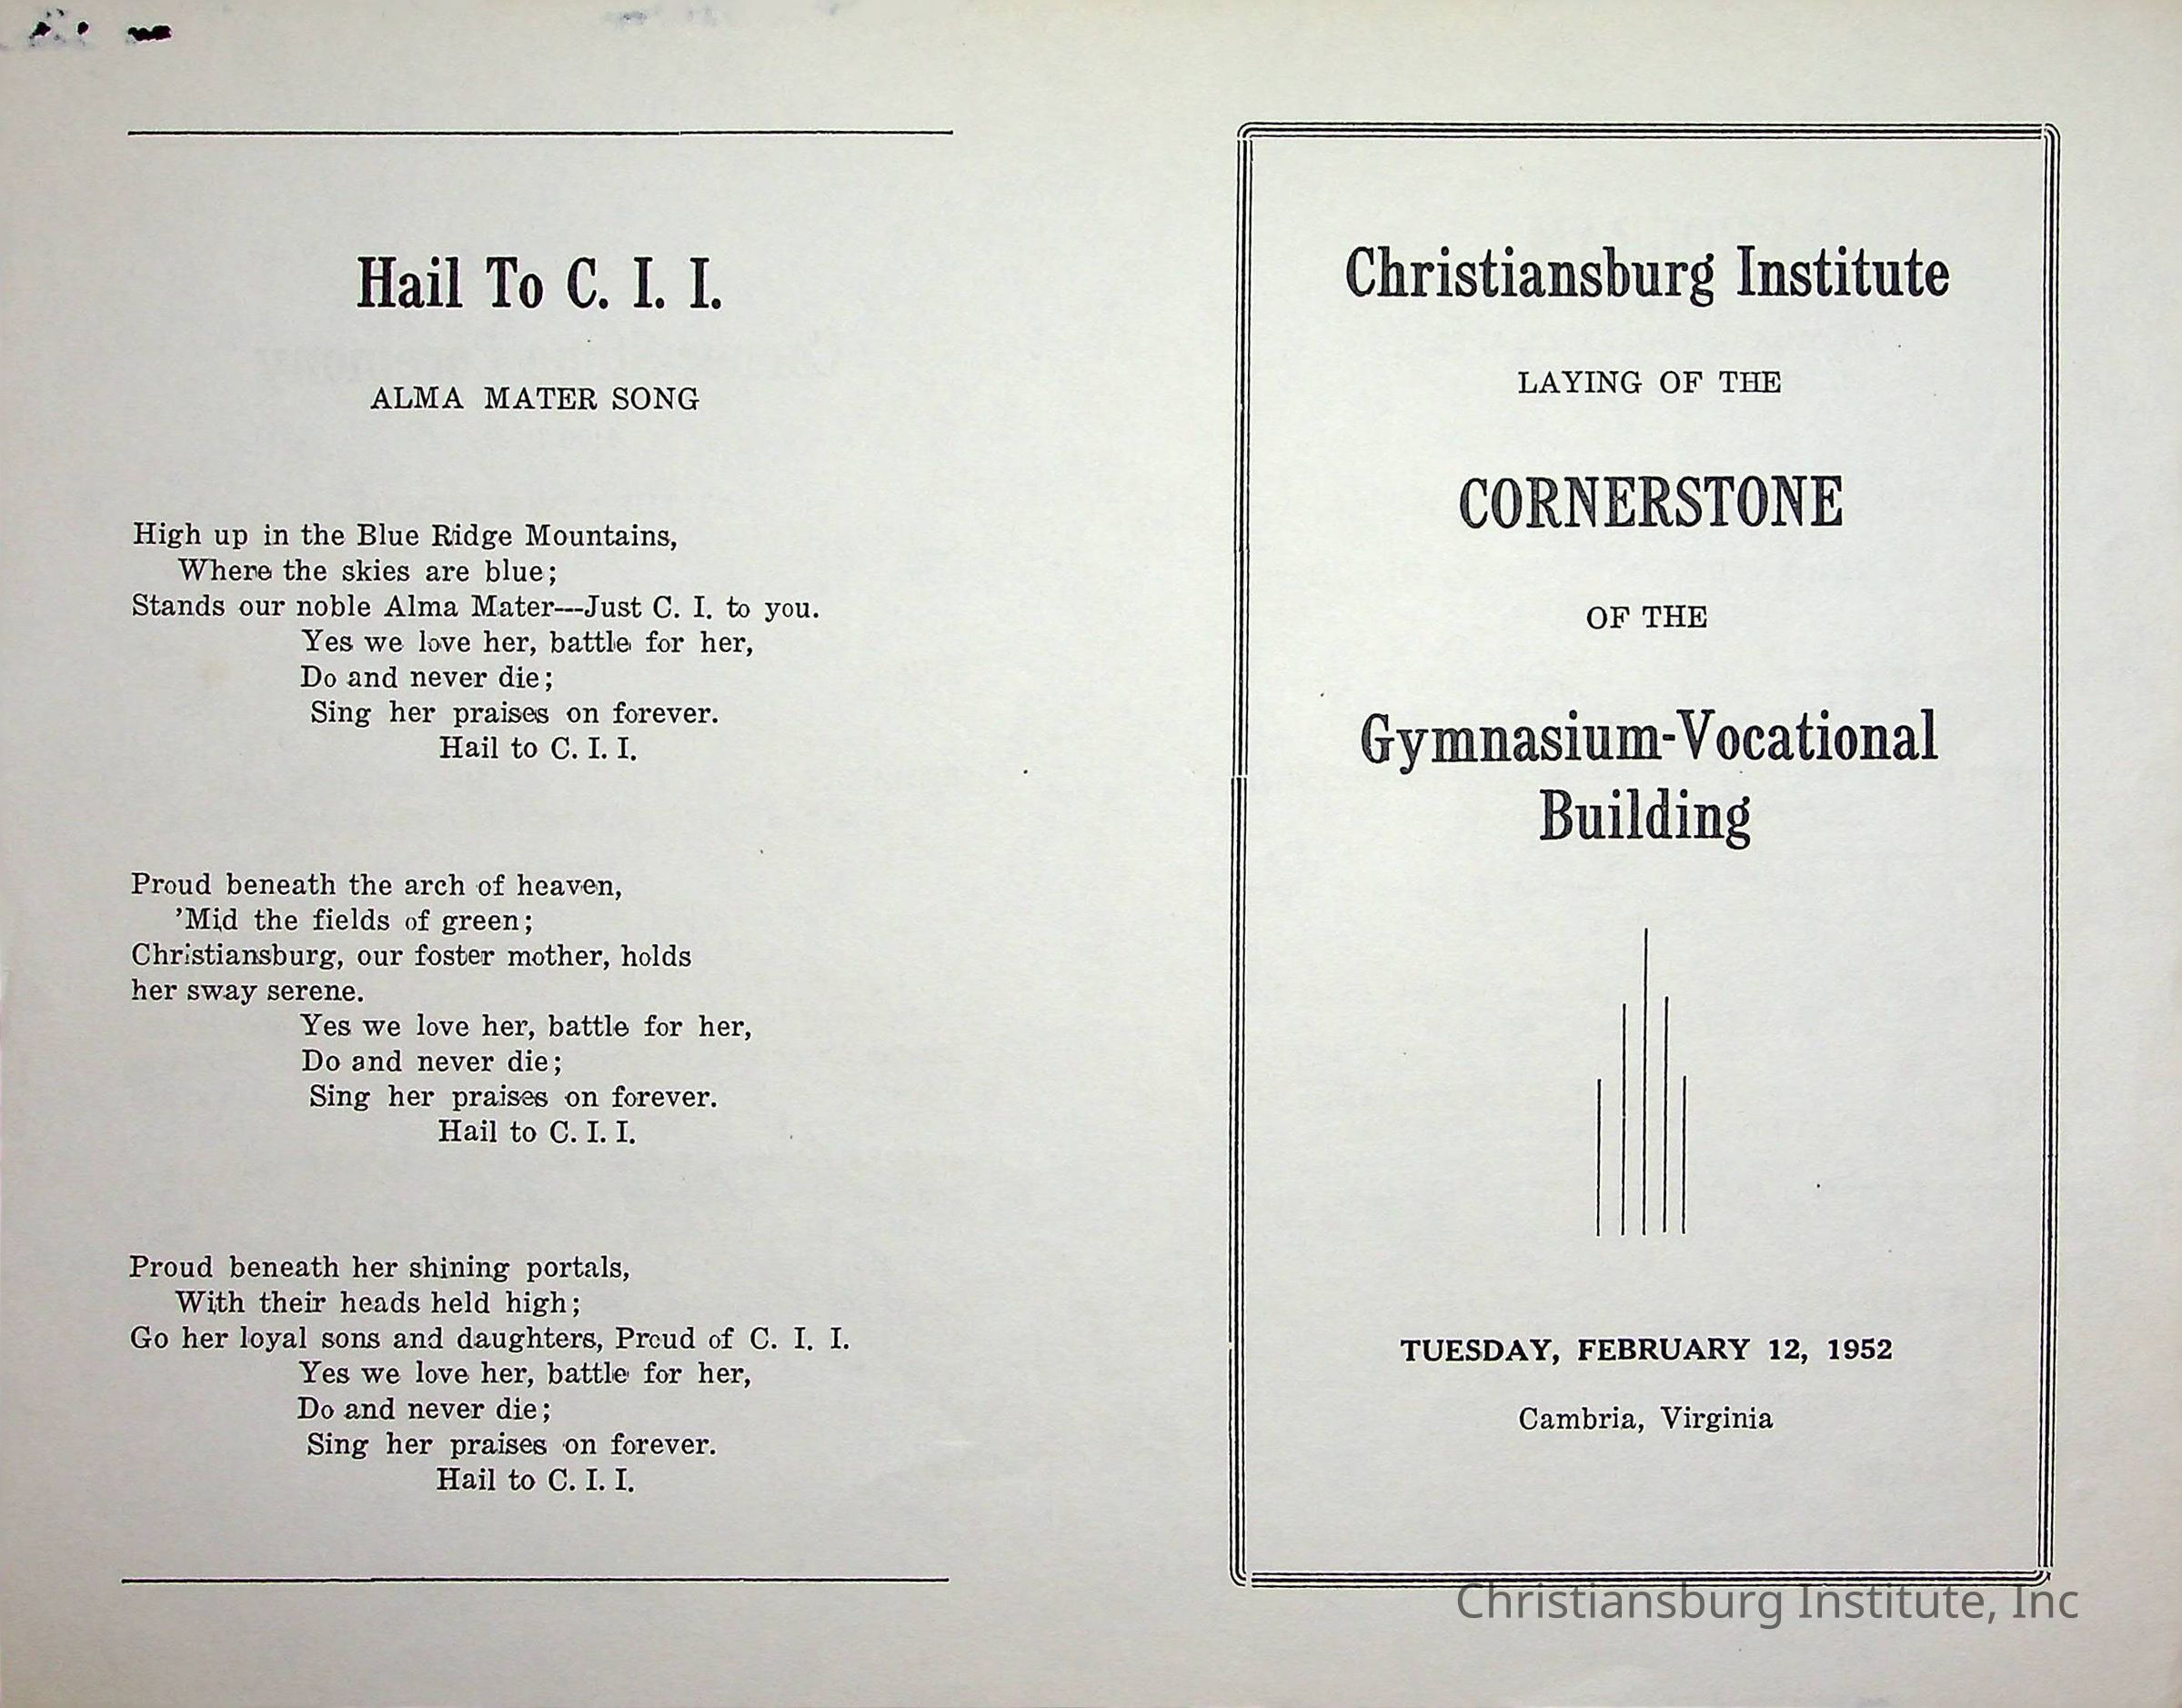 Hail To C. I. I.
ALMA MATER SONG
High up in the Blue Ridge Mountains,
Where the skies are blue;
Stands our noble Alma Mater---Just C. I. to you.
Yes we love her, battle for her,
Do and never die;
Sing her praises on forever.
Hail to C. I. I.
Proud beneath the arch of heaven,
'Mid the fields of green;
Christiansburg, our foster mother, holds
her sway serene.
Yes we love her, battle for her,
Do and never die;
Sing her praises on forever.
Hail to C. I. I.
Proud beneath her shining portals,
With their heads held high;
Go her loyal sons and daughters, Proud of C. I. I.
Yes we love her, battle for her,
Do and never die;
Sing her praises on forever.
Hail to C. I. I.
Christiansburg Institute
LAYING OF THE
CORNERSTONE
OF THE
Gymnasium-Vocational
Building
TUESDAY, FEBRUARY 12, 1952
Cambria, Virginia
Christiansburg Institute, Inc